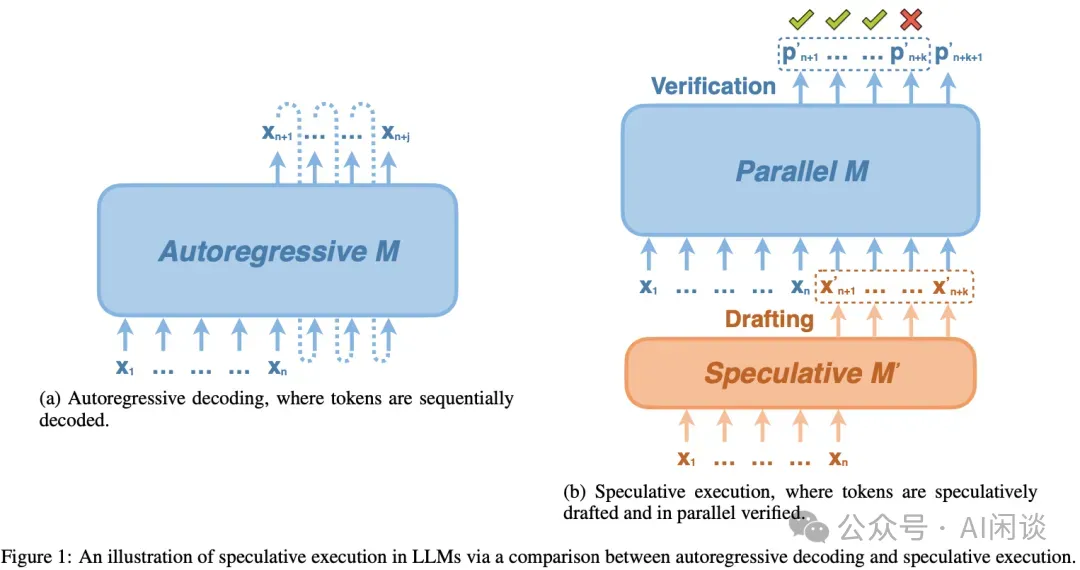 x_{n+1} ... ... x_{n+j}
Autoregressive M
x_1 ... ... ... x_n
(a) Autoregressive decoding, where tokens are sequentially
decoded.
p'_{n+1} ... ... p'_{n+k} p'_{n+k+1}
Verification
Parallel M
x_1 ... ... ... x_n x'_{n+1} ... ... x'_{n+k}
Drafting
Speculative M'
x_1 ... ... ... x_n
(b) Speculative execution, where tokens are speculatively
drafted and in parallel verified.
公众号 · AI闲谈
Figure 1: An illustration of speculative execution in LLMs via a comparison between autoregressive decoding and speculative execution.